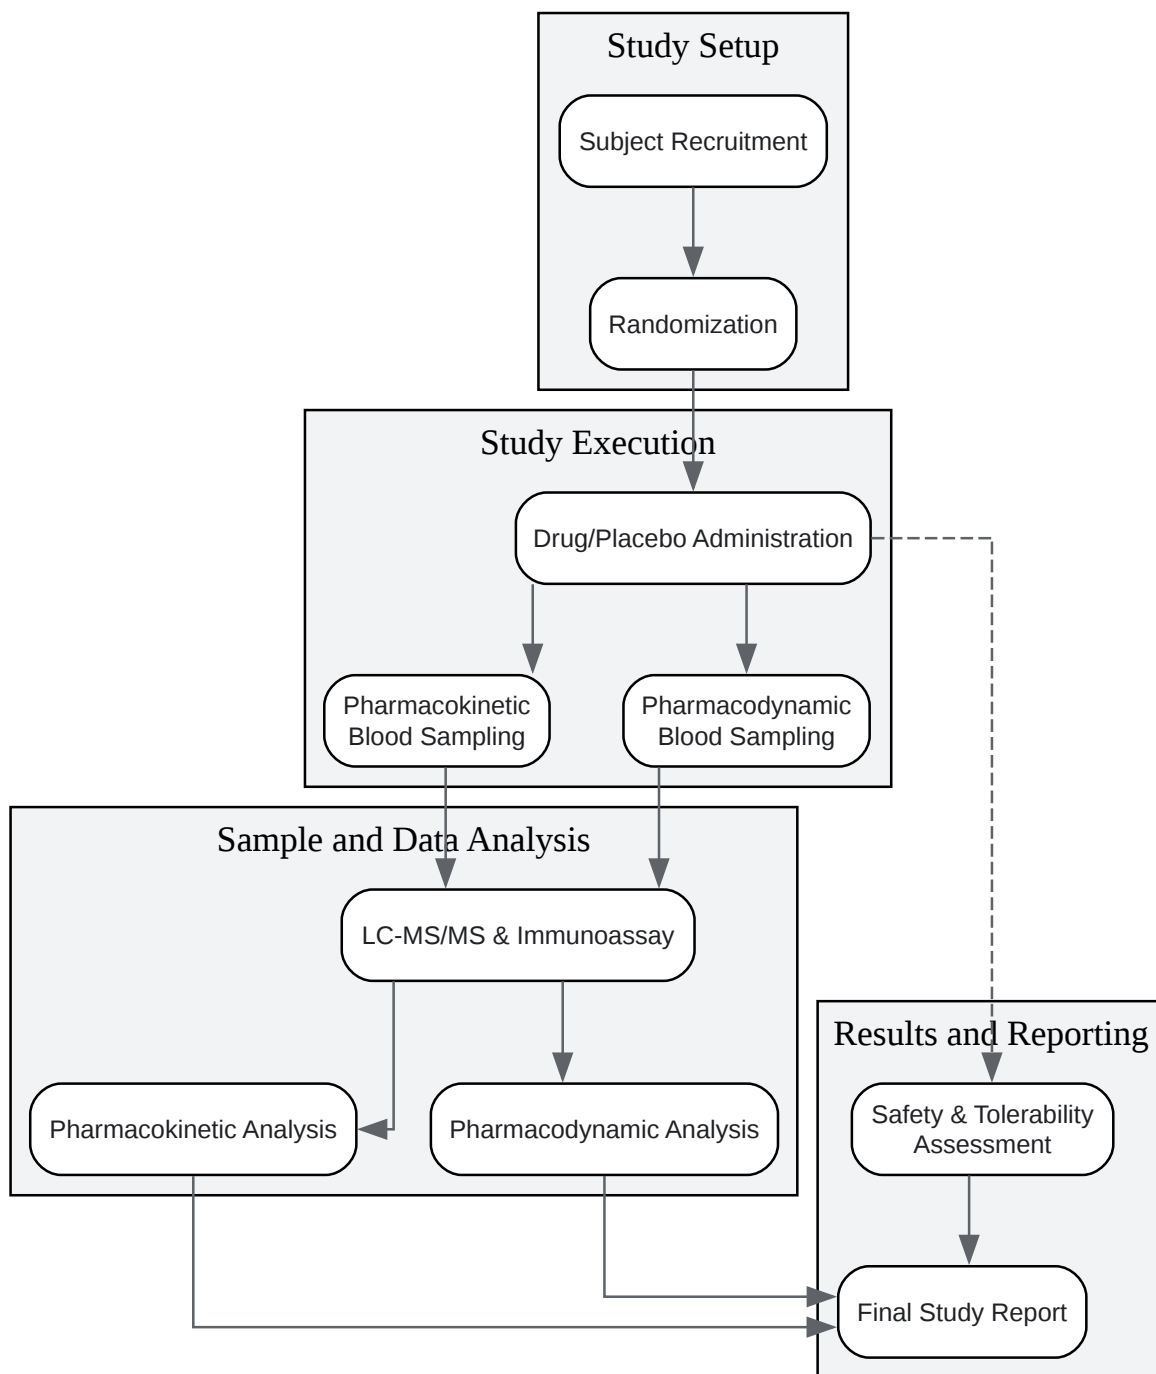 Study Setup
Subject Recruitment
Randomization
Study Execution
Drug/Placebo Administration
Pharmacokinetic
Blood Sampling
Pharmacodynamic
Blood Sampling
Sample and Data Analysis
LC-MS/MS & Immunoassay
Pharmacokinetic Analysis
Pharmacodynamic Analysis
Results and Reporting
Safety & Tolerability
Assessment
Final Study Report